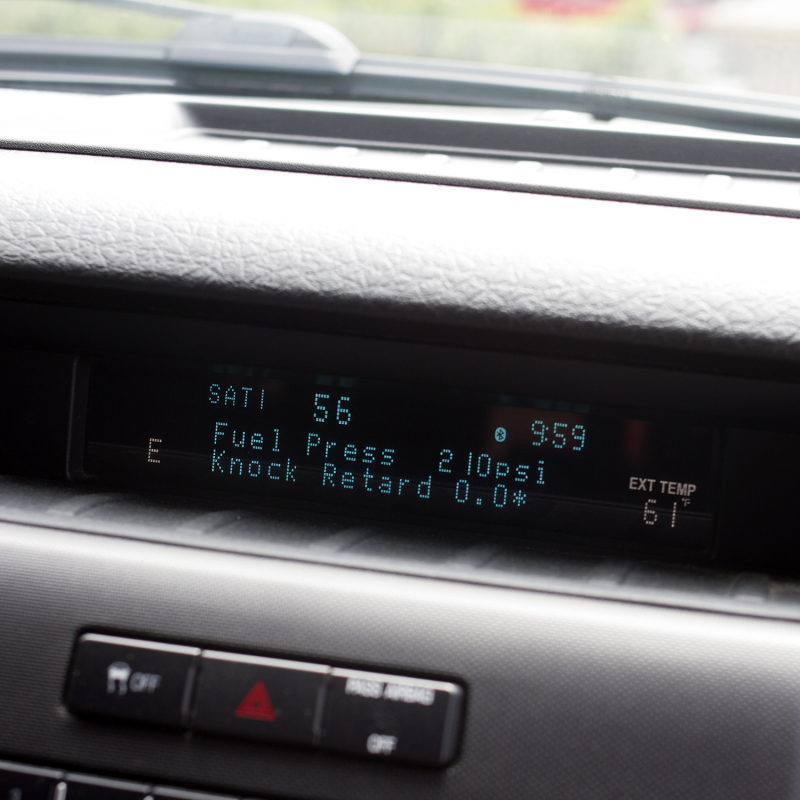 SAT1 56 9:59
Fuel Press 210psi
Knock Retard 0.0*
E
EXT TEMP
61°F
OFF
PASS AIRBAG
OFF